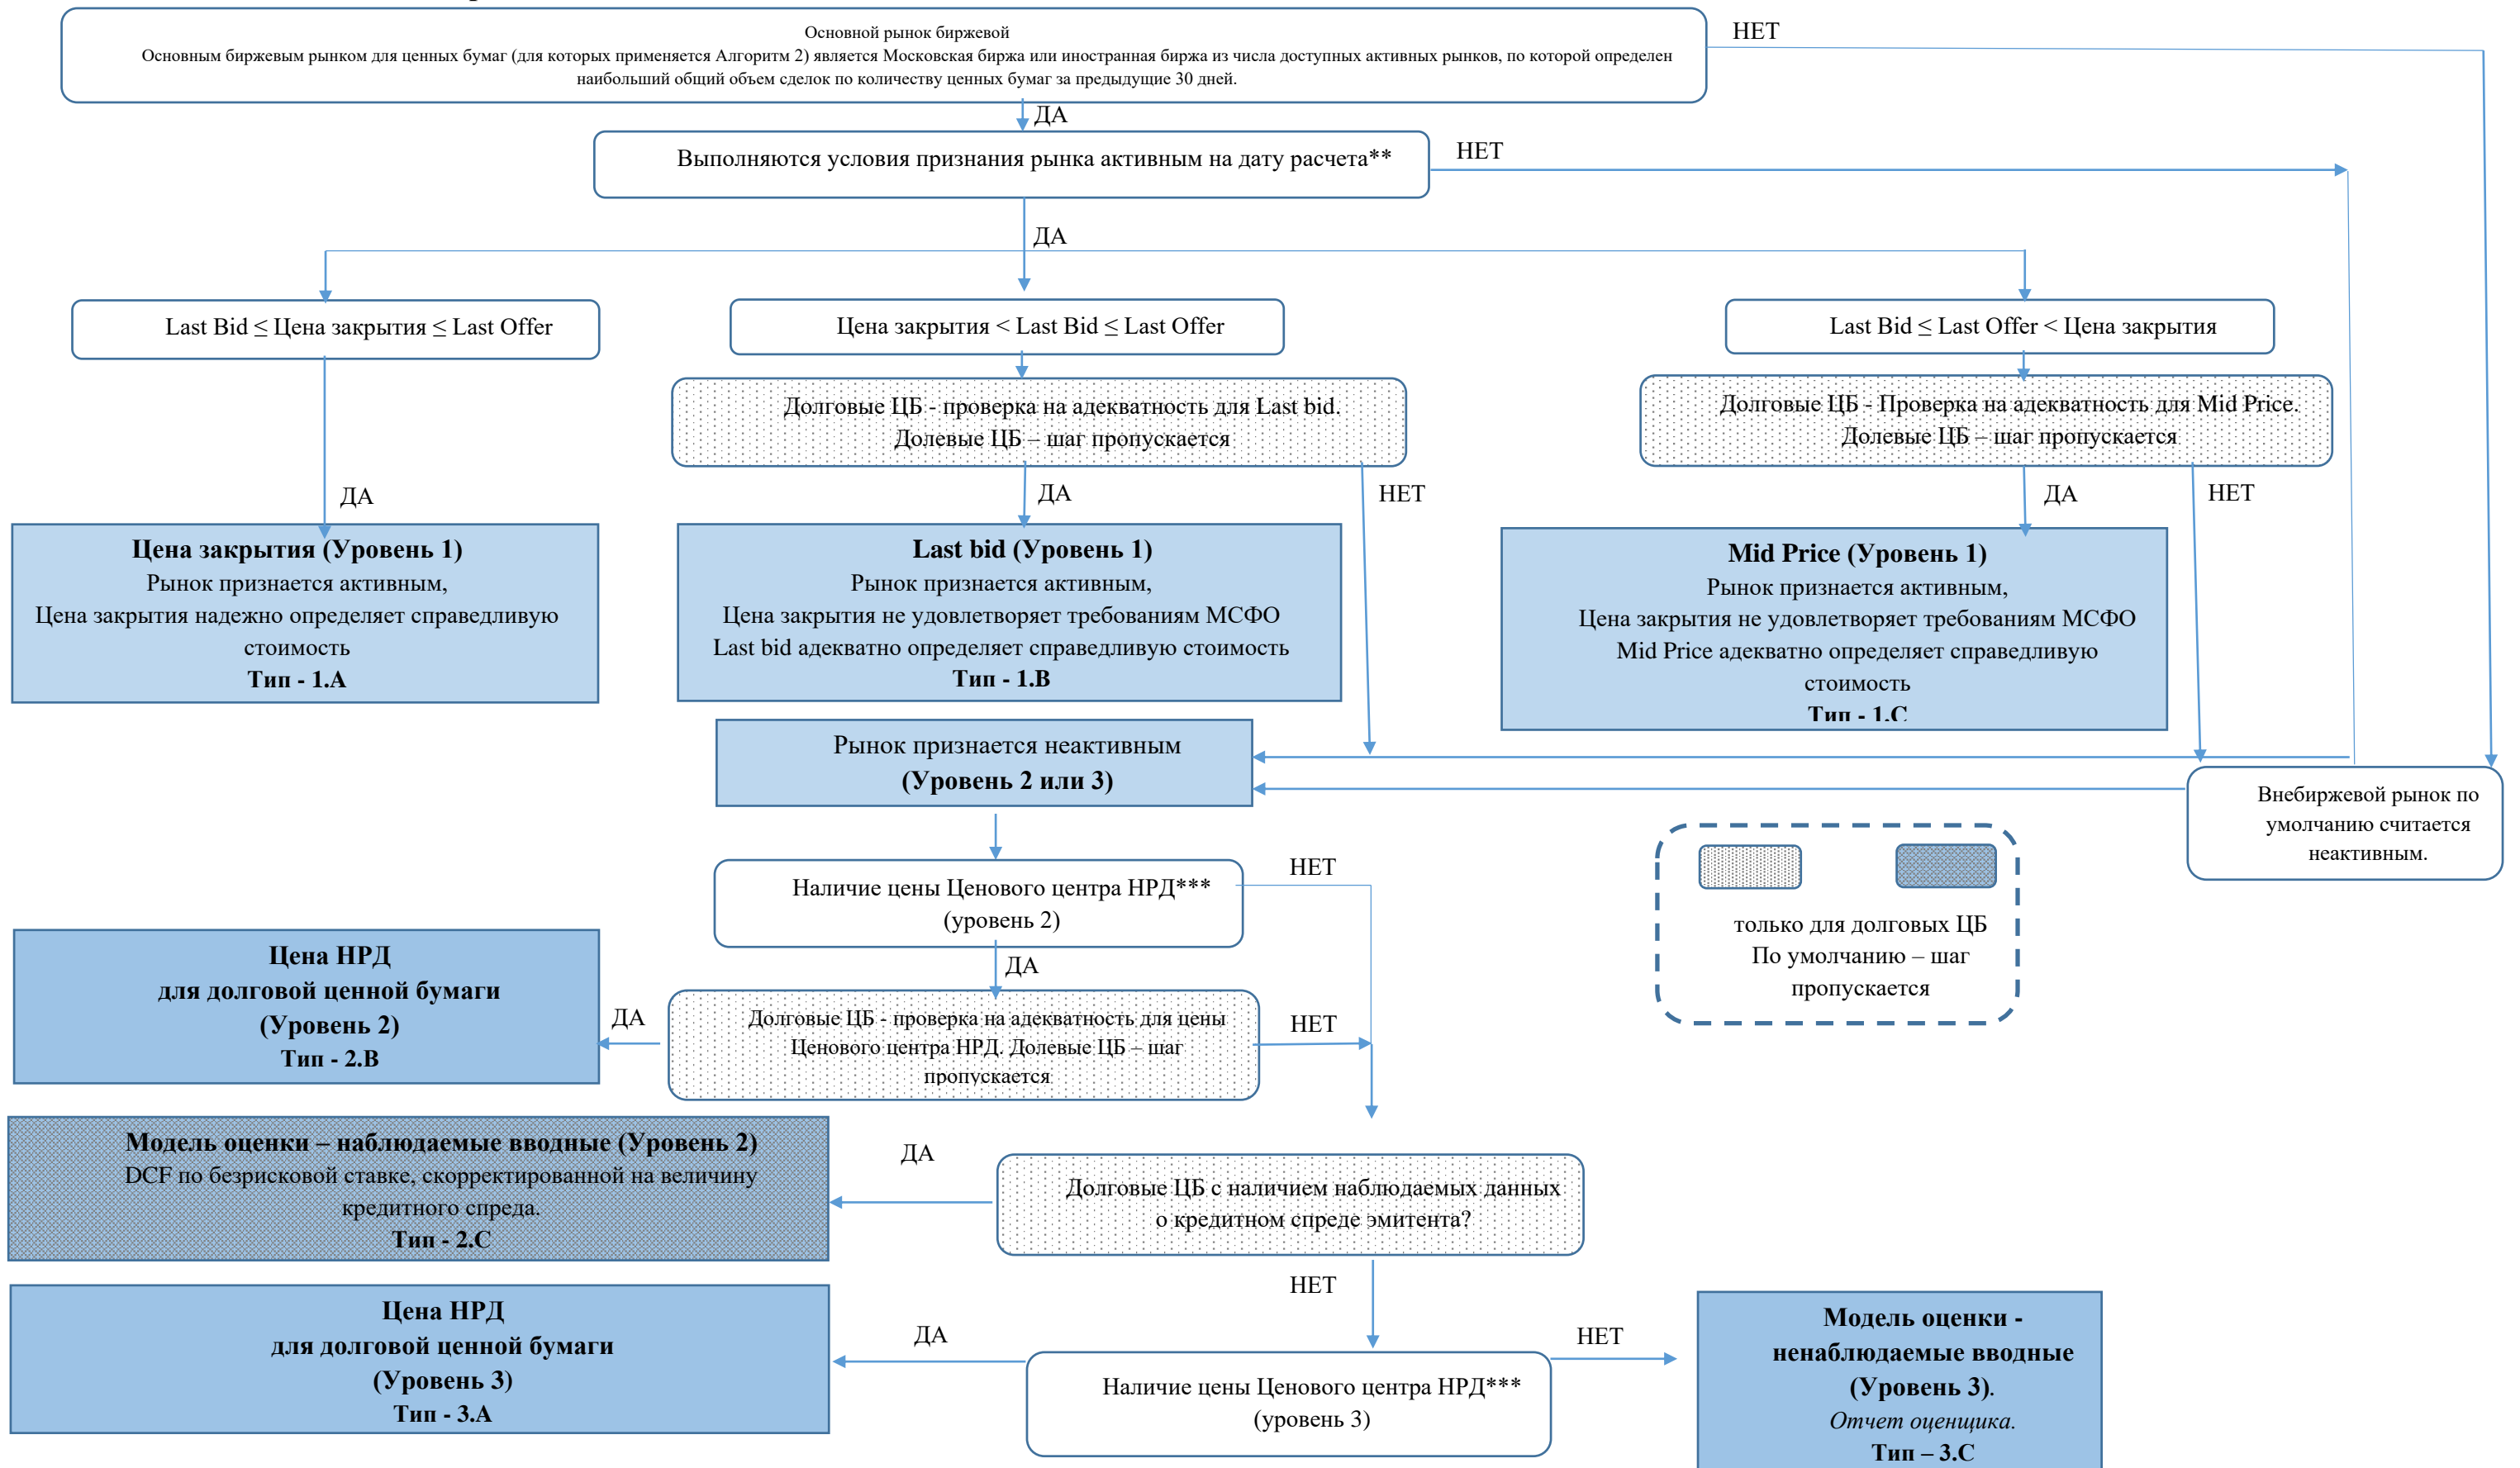 Основной рынок биржевой
Основным биржевым рынком для ценных бумаг (для которых применяется Алгоритм 2) является Московская биржа или иностранная биржа из числа доступных активных рынков, по которой определен
наибольший общий объем сделок по количеству ценных бумаг за предыдущие 30 дней.
НЕТ
ДА
Выполняются условия признания рынка активным на дату расчета**
НЕТ
ДА
Last Bid ≤ Цена закрытия ≤ Last Offer
Цена закрытия < Last Bid ≤ Last Offer
Last Bid ≤ Last Offer < Цена закрытия
Долговые ЦБ - проверка на адекватность для Last bid.
Долевые ЦБ – шаг пропускается
Долговые ЦБ - Проверка на адекватность для Mid Price.
Долевые ЦБ – шаг пропускается
ДА
ДА
НЕТ
ДА
НЕТ
Цена закрытия (Уровень 1)
Рынок признается активным,
Цена закрытия надежно определяет справедливую
стоимость
Тип - 1.A
Last bid (Уровень 1)
Рынок признается активным,
Цена закрытия не удовлетворяет требованиям МСФО
Last bid адекватно определяет справедливую стоимость
Тип - 1.B
Mid Price (Уровень 1)
Рынок признается активным,
Цена закрытия не удовлетворяет требованиям МСФО
Mid Price адекватно определяет справедливую
стоимость
Тип - 1.C
Рынок признается неактивным
(Уровень 2 или 3)
Внебиржевой рынок по
умолчанию считается
неактивным.
Наличие цены Ценового центра НРД***
(уровень 2)
НЕТ
ДА
только для долговых ЦБ
По умолчанию – шаг
пропускается
Цена НРД
для долговой ценной бумаги
(Уровень 2)
Тип - 2.B
ДА
Долговые ЦБ - проверка на адекватность для цены
Ценового центра НРД. Долевые ЦБ – шаг
пропускается
НЕТ
Модель оценки – наблюдаемые вводные (Уровень 2)
DCF по безрисковой ставке, скорректированной на величину
кредитного спреда.
Тип - 2.C
ДА
Долговые ЦБ с наличием наблюдаемых данных
о кредитном спреде эмитента?
НЕТ
Цена НРД
для долговой ценной бумаги
(Уровень 3)
Тип - 3.A
ДА
Наличие цены Ценового центра НРД***
(уровень 3)
НЕТ
Модель оценки -
ненаблюдаемые вводные
(Уровень 3).
Отчет оценщика.
Тип – 3.C